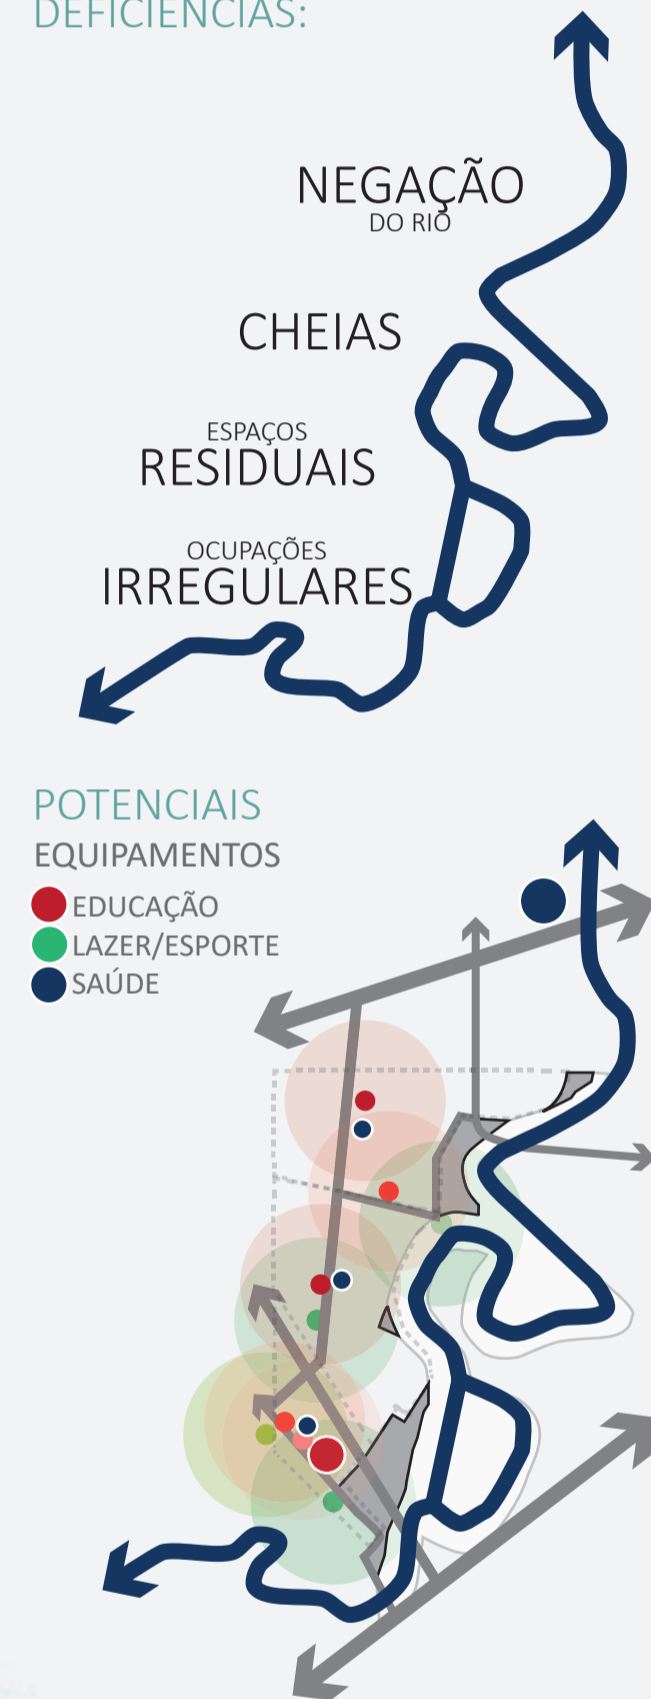 DEFICIÊNCIAS:
NEGAÇÃO
DO RIO
CHEIAS
ESPAÇOS
RESIDUAIS
OCUPAÇÕES
IRREGULARES
POTENCIAIS
EQUIPAMENTOS
EDUCAÇÃO
LAZER/ESPORTE
SAÚDE